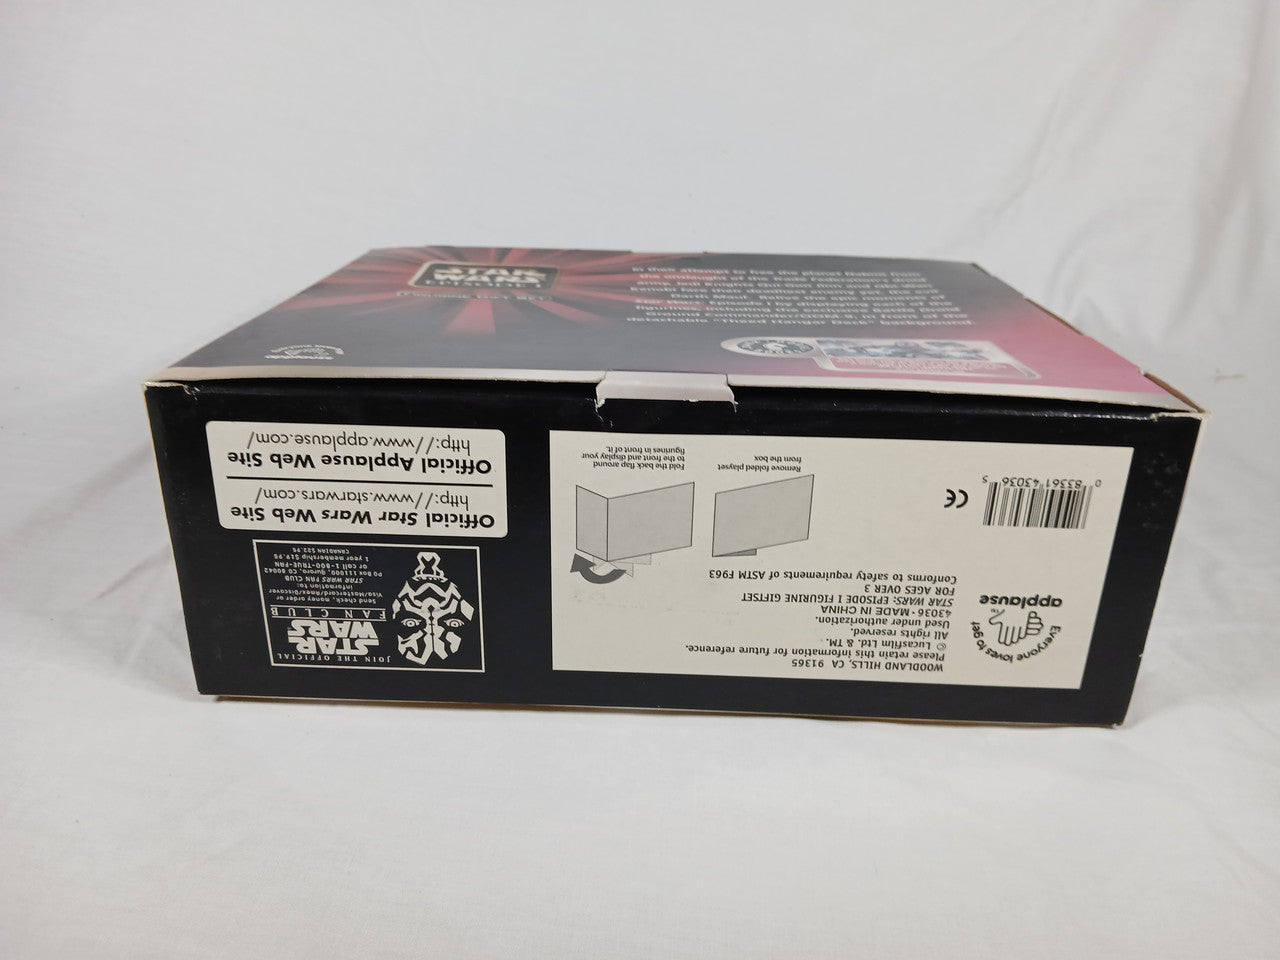 STAR
WARS
EPISODE I
In their attempt to free the planet Naboo from
the onslaught of the Trade Federation's droid
army, Jedi Knights Qui-Gon Jinn and Obi-Wan
Kenobi face their deadliest enemy yet, the evil
Darth Maul. Relive the epic moments of
Star Wars: Episode I by displaying each of these
figurines, including the exclusive Battle Droid
Ground Commander/OOM-9, in front of the
detachable "Theed Hangar Deck" background.
applause
Everyone loves to get
applause
WOODLAND HILLS, CA 91365
Please retain this information for future reference.
© Lucasfilm Ltd. & TM.
All rights reserved.
Used under authorization.
43036 • MADE IN CHINA
STAR WARS: EPISODE I FIGURINE GIFTSET
FOR AGES OVER 3
Conforms to safety requirements of ASTM F963
0 83361 43036 5
CE
Remove folded playset
from the box
Fold the back flap around
to the front and display your
figurines in front of it.
JOIN THE OFFICIAL
STAR
WARS
FAN CLUB
Send check, money order or
Visa/Mastercard/Amex/Discover
information to:
STAR WARS FAN CLUB
PO Box 111000, Aurora, CO 80042
or call 1-800-TRUE-FAN
1 year membership $19.95
CANADIAN $22.95
Official Star Wars Web Site
http://www.starwars.com/
Official Applause Web Site
http://www.applause.com/